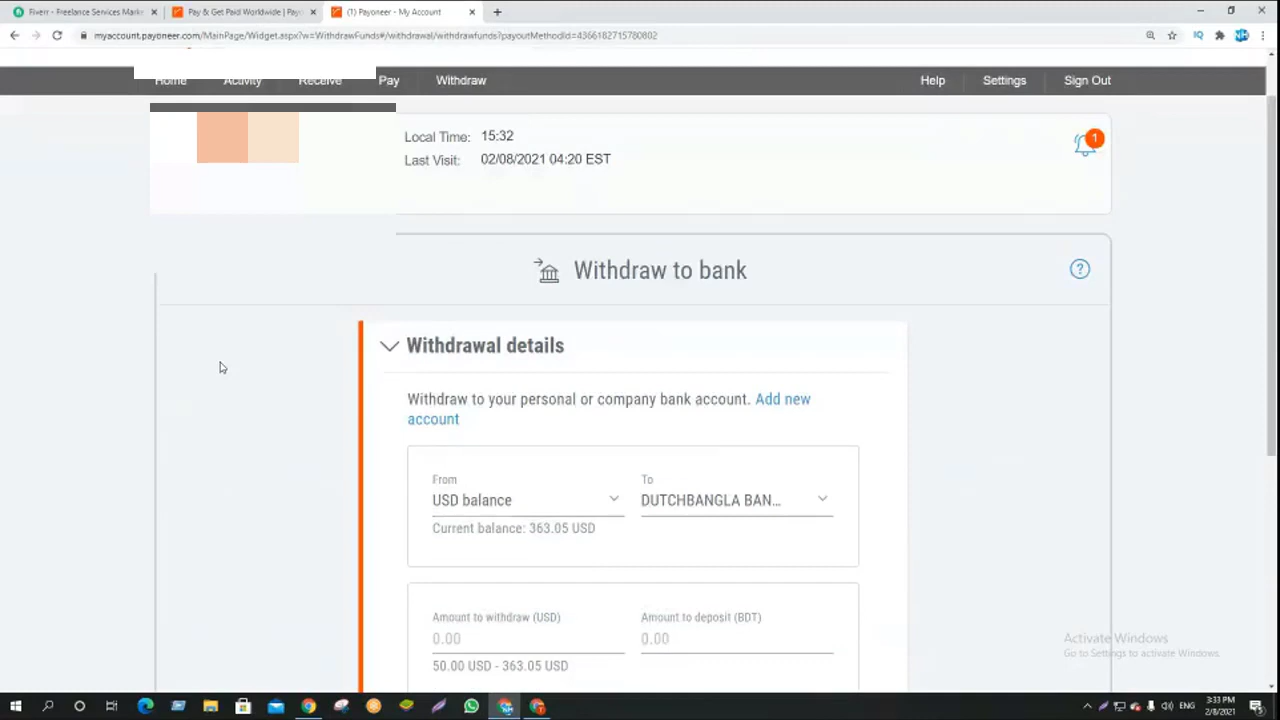 Fiverr - Freelance Services Mark
Pay & Get Paid Worldwide | Payo
(1) Payoneer - My Account
myaccount.payoneer.com/MainPage/Widget.aspx?w=WithdrawFunds#/withdrawal/withdrawfunds?payoutMethodId=4366182715780802
Home Activity Receive Pay Withdraw Help Settings Sign Out
Local Time: 15:32
1
Last Visit: 02/08/2021 04:20 EST
Withdraw to bank
?
Withdrawal details
Withdraw to your personal or company bank account. Add new
account
From To
USD balance DUTCHBANGLA BAN...
Current balance: 363.05 USD
Amount to withdraw (USD) Amount to deposit (BDT)
0.00 0.00
50.00 USD - 363.05 USD
Activate Windows
Go to Settings to activate Windows.
ENG
3:33 PM
2/8/2021